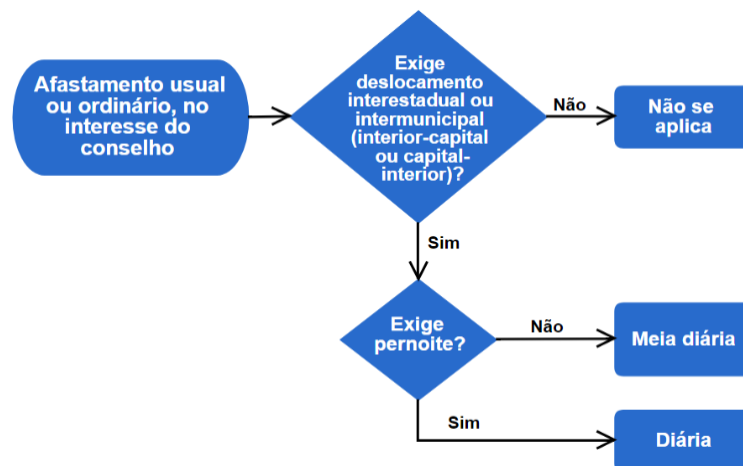 Afastamento usual
ou ordinário, no
interesse do
conselho
Exige
deslocamento
interestadual ou
intermunicipal
(interior-capital
ou capital-
interior)?
Não
Não se
aplica
Sim
Exige
pernoite?
Não
Meia diária
Sim
Diária